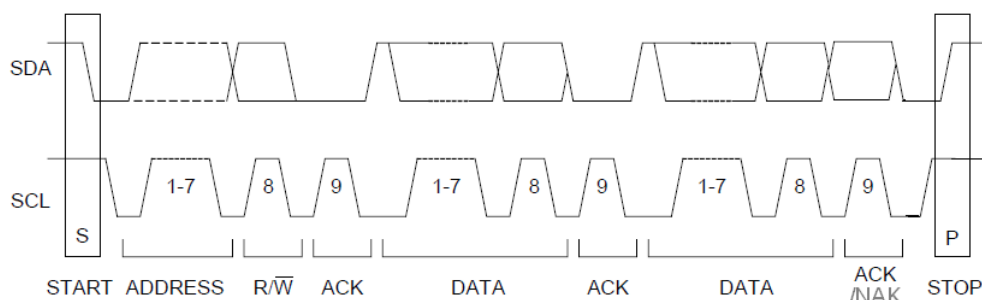 SDA
SCL
1-7 8 9 1-7 8 9 1-7 8 9
S P
START ADDRESS R/W̅ ACK DATA ACK DATA ACK
/NAK STOP